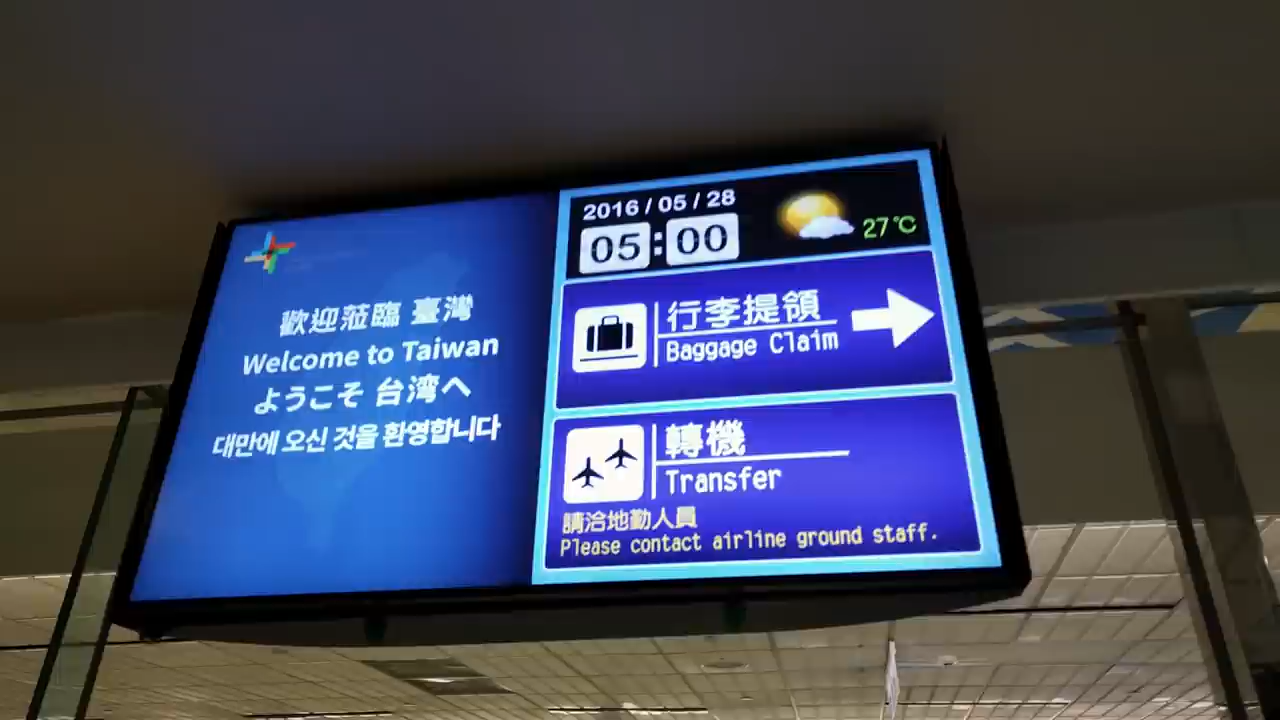 歡迎蒞臨 臺灣
Welcome to Taiwan
ようこそ 台湾へ
대만에 오신 것을 환영합니다
2016 / 05 / 28
05:00
27℃
行李提領
Baggage Claim
轉機
Transfer
請洽地勤人員
Please contact airline ground staff.